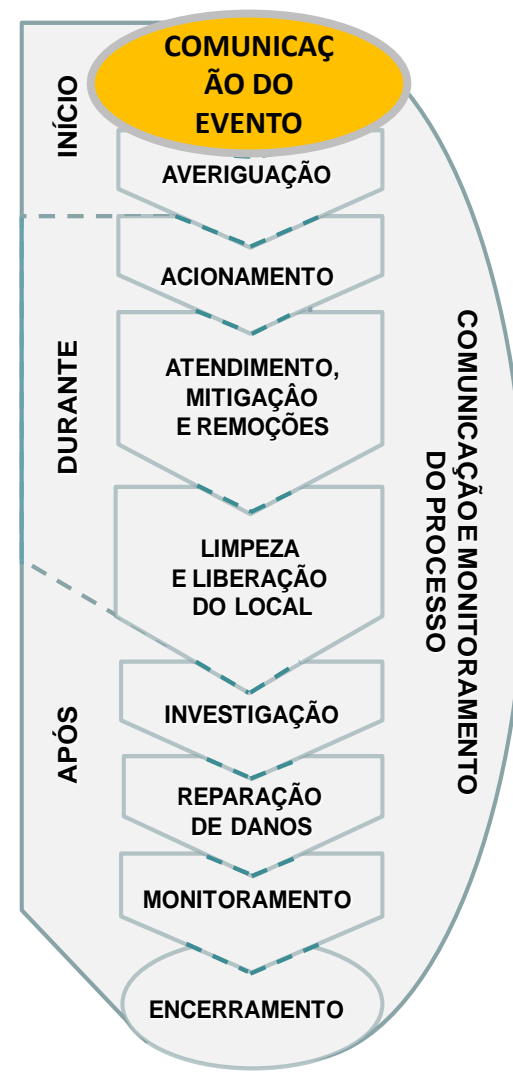 COMUNICAÇ
ÃO DO
EVENTO
INÍCIO
AVERIGUAÇÃO
ACIONAMENTO
DURANTE
ATENDIMENTO,
MITIGAÇÂO
E REMOÇÕES
LIMPEZA
E LIBERAÇÃO
DO LOCAL
COMUNICAÇÃO E MONITORAMENTO
DO PROCESSO
APÓS
INVESTIGAÇÃO
REPARAÇÃO
DE DANOS
MONITORAMENTO
ENCERRAMENTO